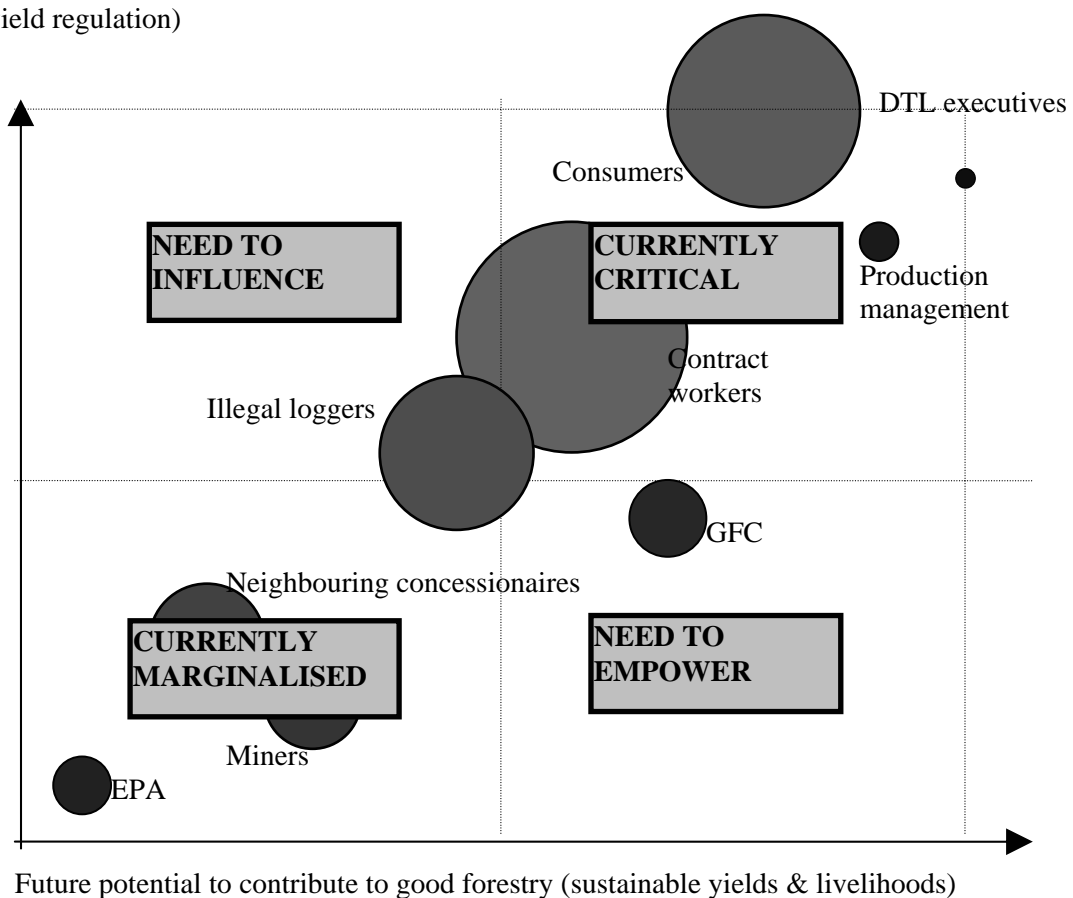 ield regulation)
DTL executives
Consumers
NEED TO
INFLUENCE
CURRENTLY
CRITICAL
Production
management
Contract
workers
Illegal loggers
GFC
Neighbouring concessionaires
CURRENTLY
MARGINALISED
NEED TO
EMPOWER
Miners
EPA
Future potential to contribute to good forestry (sustainable yields & livelihoods)